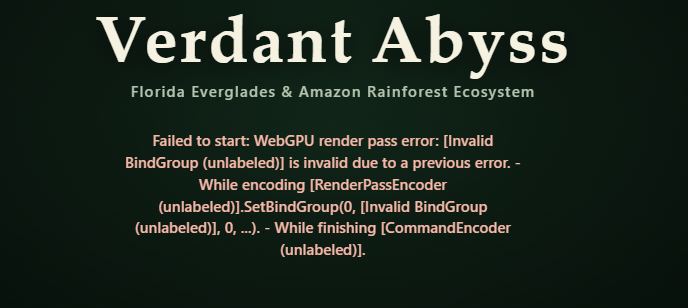 Verdant Abyss
Florida Everglades & Amazon Rainforest Ecosystem
Failed to start: WebGPU render pass error: [Invalid
BindGroup (unlabeled)] is invalid due to a previous error. -
While encoding [RenderPassEncoder
(unlabeled)].SetBindGroup(0, [Invalid BindGroup
(unlabeled)], 0, ...). - While finishing [CommandEncoder
(unlabeled)].